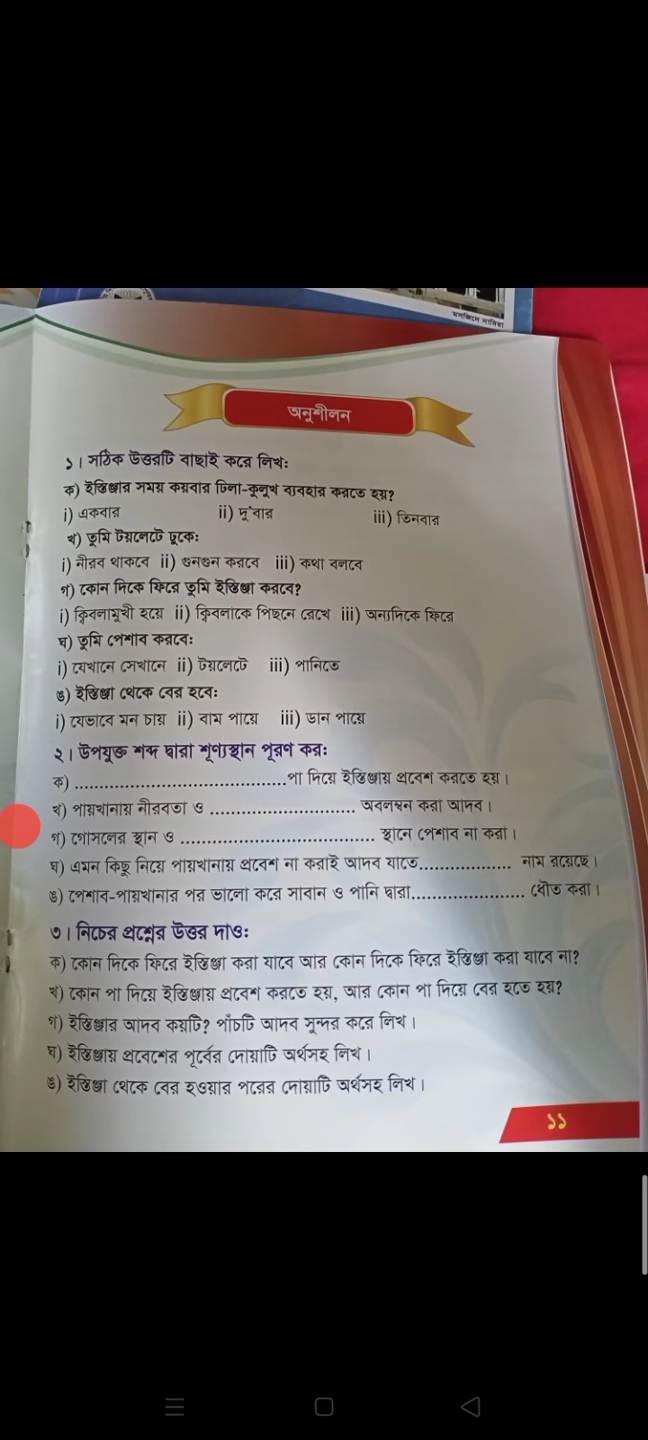 মসজিদে নামিরা
অনুশীলন
১। সঠিক উত্তরটি বাছাই করে লিখ:
ক) ইস্তিঞ্জার সময় কয়বার ঢিলা-কুলুখ ব্যবহার করতে হয়?
i) একবার ii) দু'বার iii) তিনবার
খ) তুমি টয়লেটে ঢুকে:
i) নীরব থাকবে ii) গুনগুন করবে iii) কথা বলবে
গ) কোন দিকে ফিরে তুমি ইস্তিঞ্জা করবে?
i) ক্বিবলামুখী হয়ে ii) ক্বিবলাকে পিছনে রেখে iii) অন্যদিকে ফিরে
ঘ) তুমি পেশাব করবে:
i) যেখানে সেখানে ii) টয়লেটে iii) পানিতে
ঙ) ইস্তিঞ্জা থেকে বের হবে:
i) যেভাবে মন চায় ii) বাম পায়ে iii) ডান পায়ে
২। উপযুক্ত শব্দ দ্বারা শূণ্যস্থান পূরণ কর:
ক) ......................................পা দিয়ে ইস্তিঞ্জায় প্রবেশ করতে হয়।
খ) পায়খানায় নীরবতা ও .......................... অবলম্বন করা আদব।
গ) গোসলের স্থান ও ................................... স্থানে পেশাব না করা।
ঘ) এমন কিছু নিয়ে পায়খানায় প্রবেশ না করাই আদব যাতে................. নাম রয়েছে।
ঙ) পেশাব-পায়খানার পর ভালো করে সাবান ও পানি দ্বারা..................... ধৌত করা।
৩। নিচের প্রশ্নের উত্তর দাও:
ক) কোন দিকে ফিরে ইস্তিঞ্জা করা যাবে আর কোন দিকে ফিরে ইস্তিঞ্জা করা যাবে না?
খ) কোন পা দিয়ে ইস্তিঞ্জায় প্রবেশ করতে হয়, আর কোন পা দিয়ে বের হতে হয়?
গ) ইস্তিঞ্জার আদব কয়টি? পাঁচটি আদব সুন্দর করে লিখ।
ঘ) ইস্তিঞ্জায় প্রবেশের পূর্বের দোয়াটি অর্থসহ লিখ।
ঙ) ইস্তিঞ্জা থেকে বের হওয়ার পরের দোয়াটি অর্থসহ লিখ।
১১